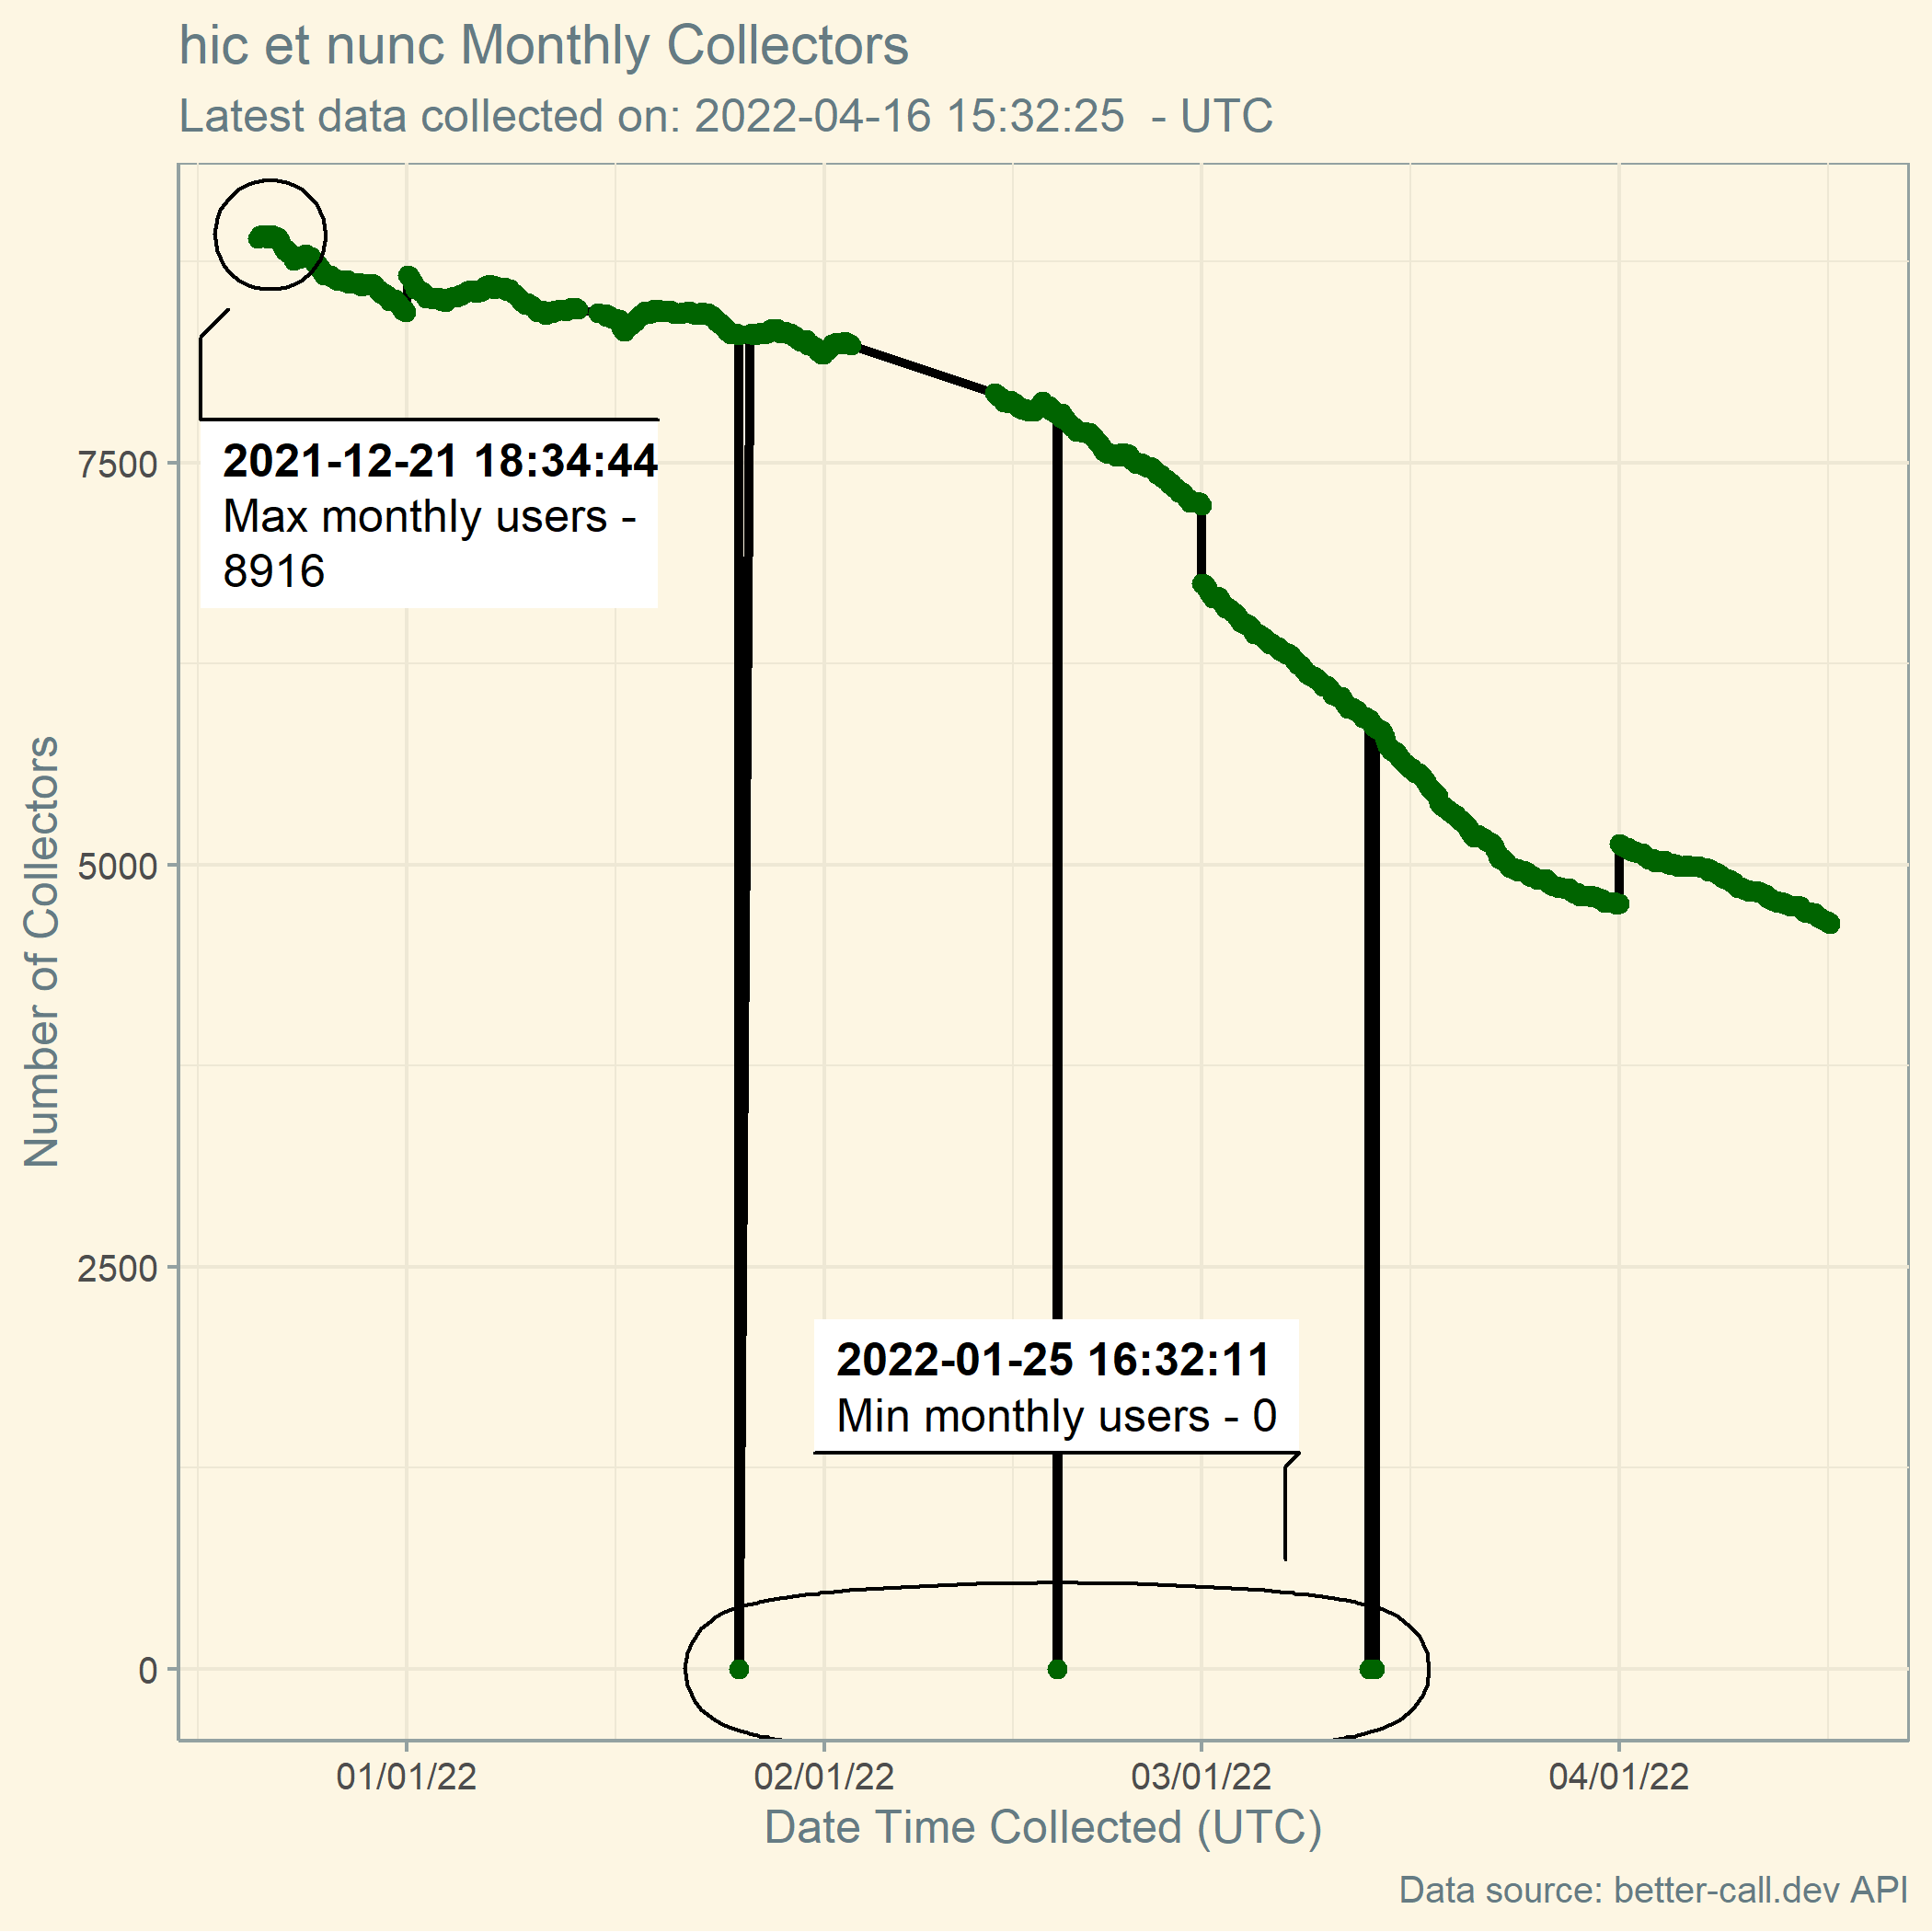 hic et nunc Monthly Collectors
Latest data collected on: 2022-04-16 15:32:25  - UTC
2021-12-21 18:34:44
Max monthly users -
8916
7500
5000
2500
0
Number of Collectors
2022-01-25 16:32:11
Min monthly users - 0
01/01/22
02/01/22
03/01/22
04/01/22
Date Time Collected (UTC)
Data source: better-call.dev API